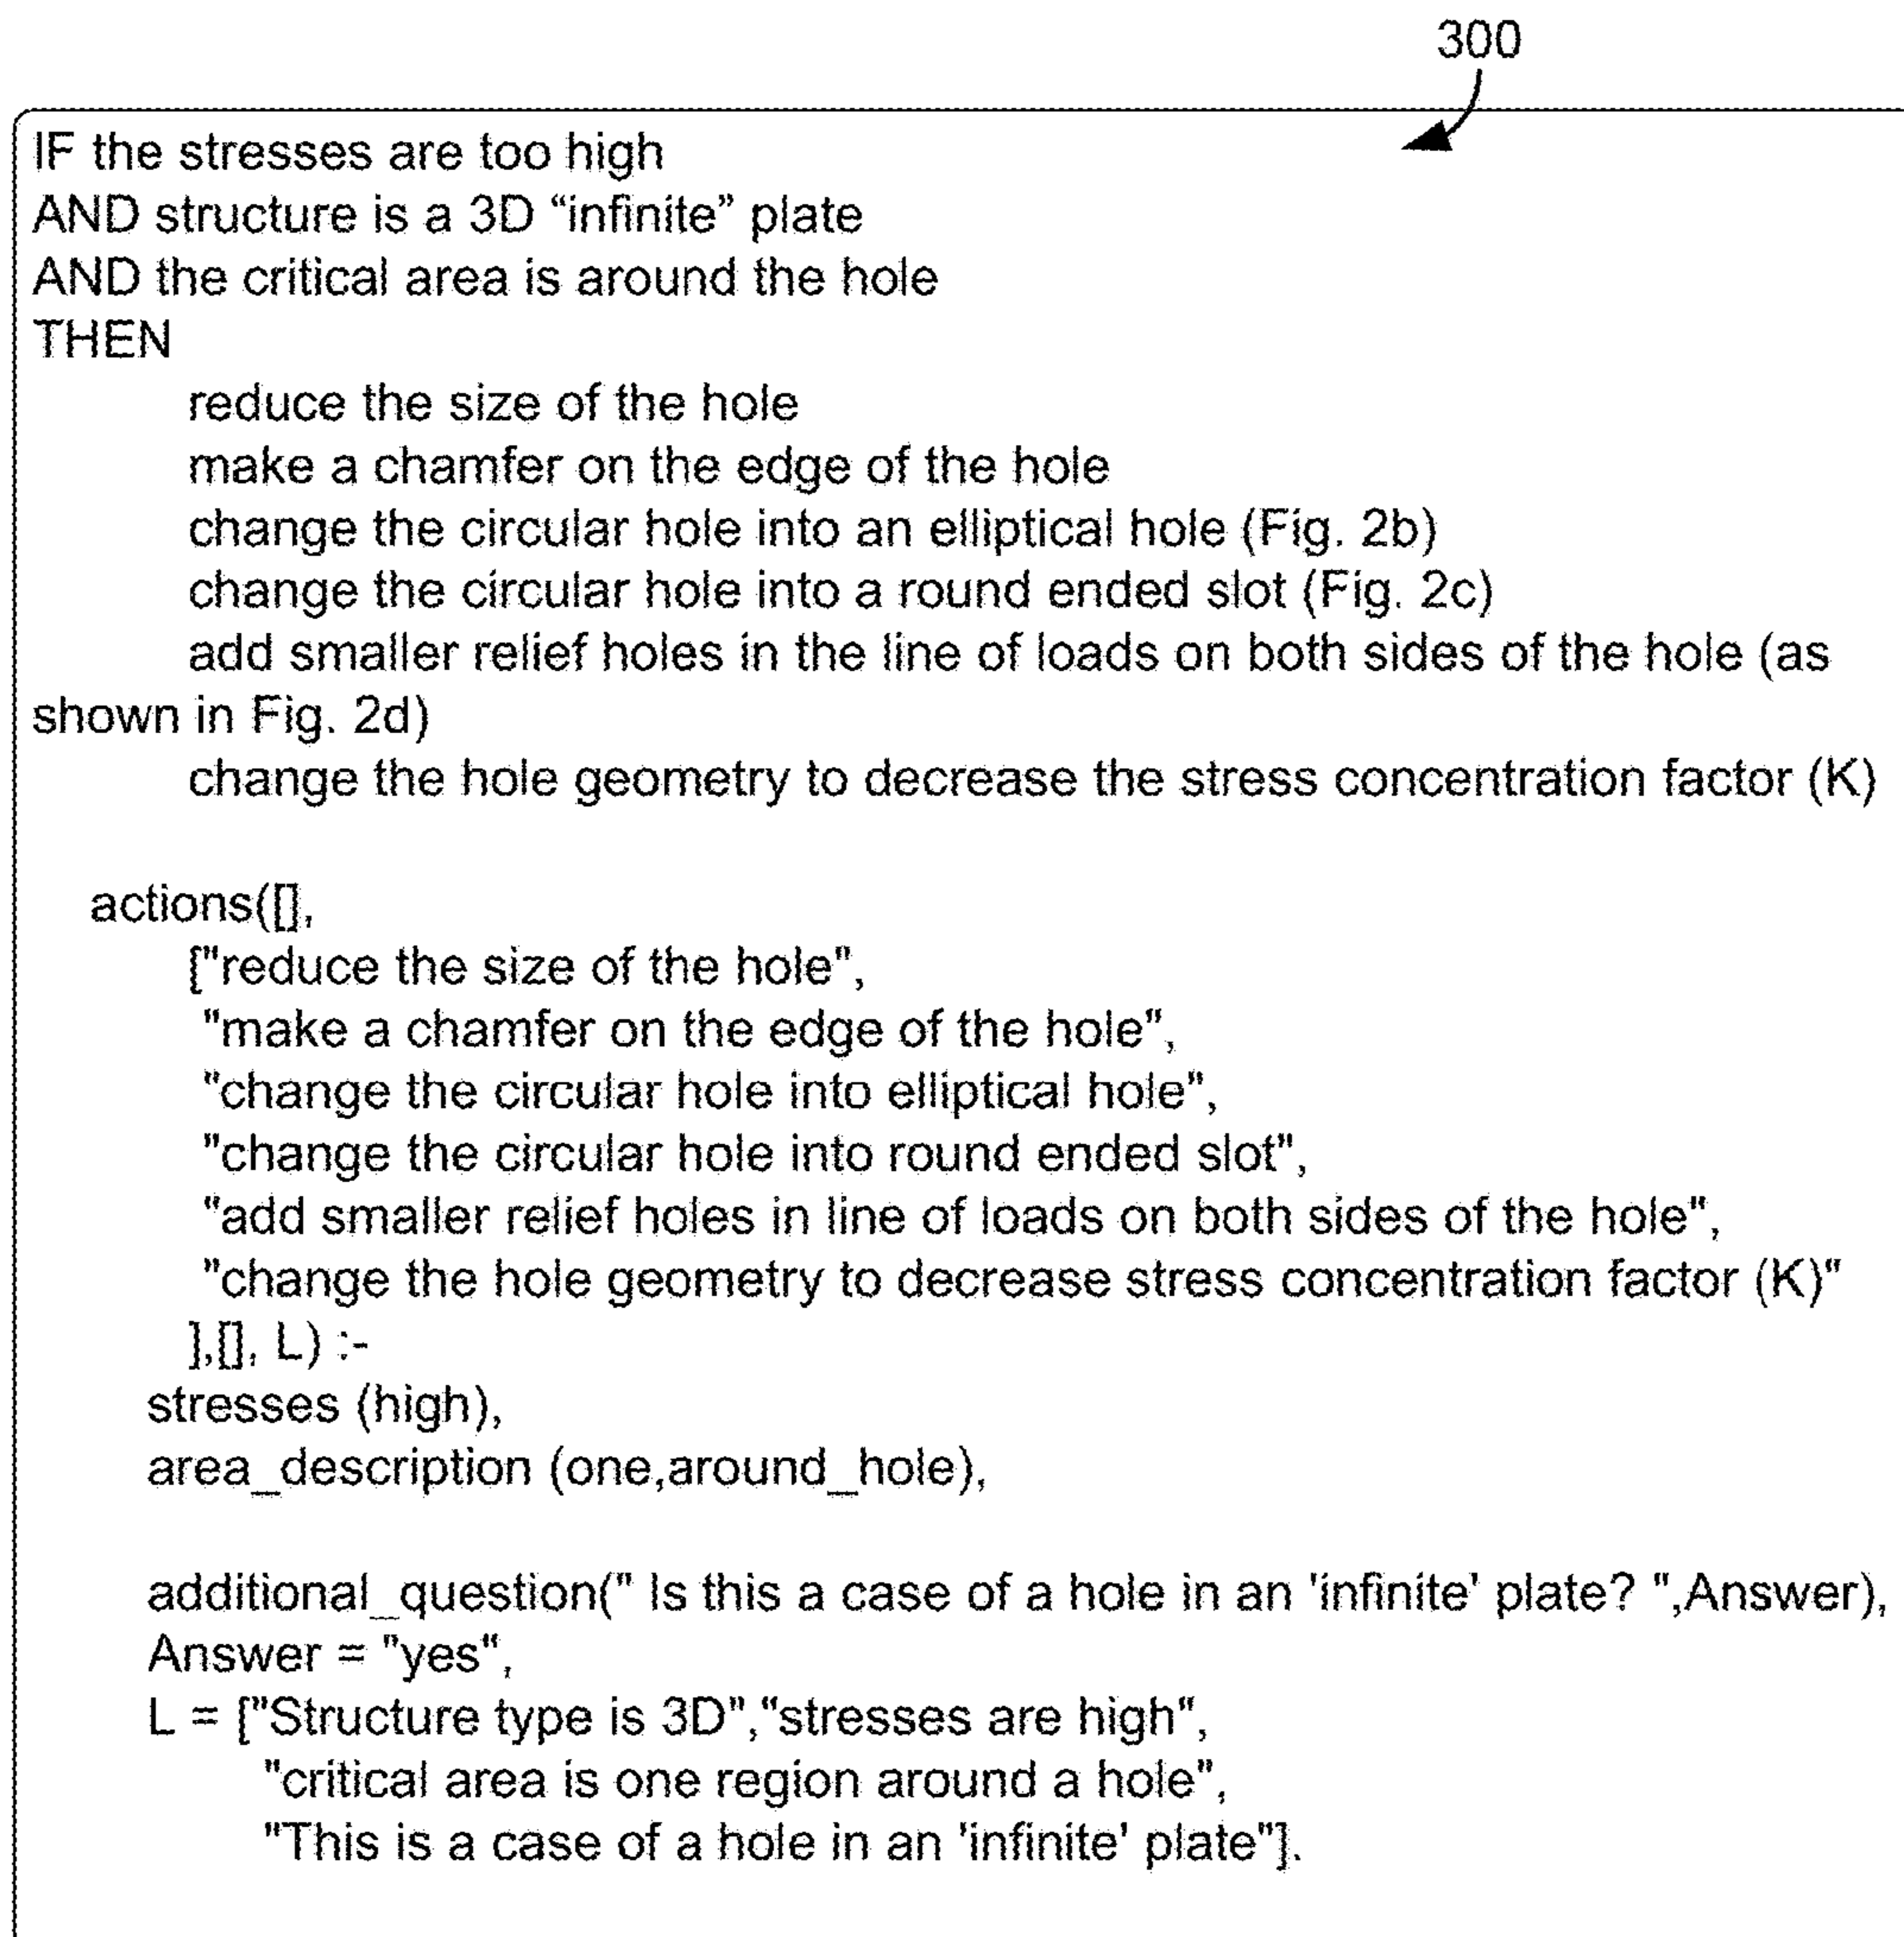 300
IF the stresses are too high
AND structure is a 3D “infinite” plate
AND the critical area is around the hole
THEN
reduce the size of the hole
make a chamfer on the edge of the hole
change the circular hole into an elliptical hole (Fig. 2b)
change the circular hole into a round ended slot (Fig. 2c)
add smaller relief holes in the line of loads on both sides of the hole (as
shown in Fig. 2d)
change the hole geometry to decrease the stress concentration factor (K)
actions([],
["reduce the size of the hole",
"make a chamfer on the edge of the hole",
"change the circular hole into elliptical hole",
"change the circular hole into round ended slot",
"add smaller relief holes in line of loads on both sides of the hole",
"change the hole geometry to decrease stress concentration factor (K)"
],[], L) :-
stresses (high),
area_description (one,around_hole),
additional_question(" Is this a case of a hole in an 'infinite' plate? ",Answer),
Answer = "yes",
L = ["Structure type is 3D","stresses are high",
"critical area is one region around a hole",
"This is a case of a hole in an 'infinite' plate"].